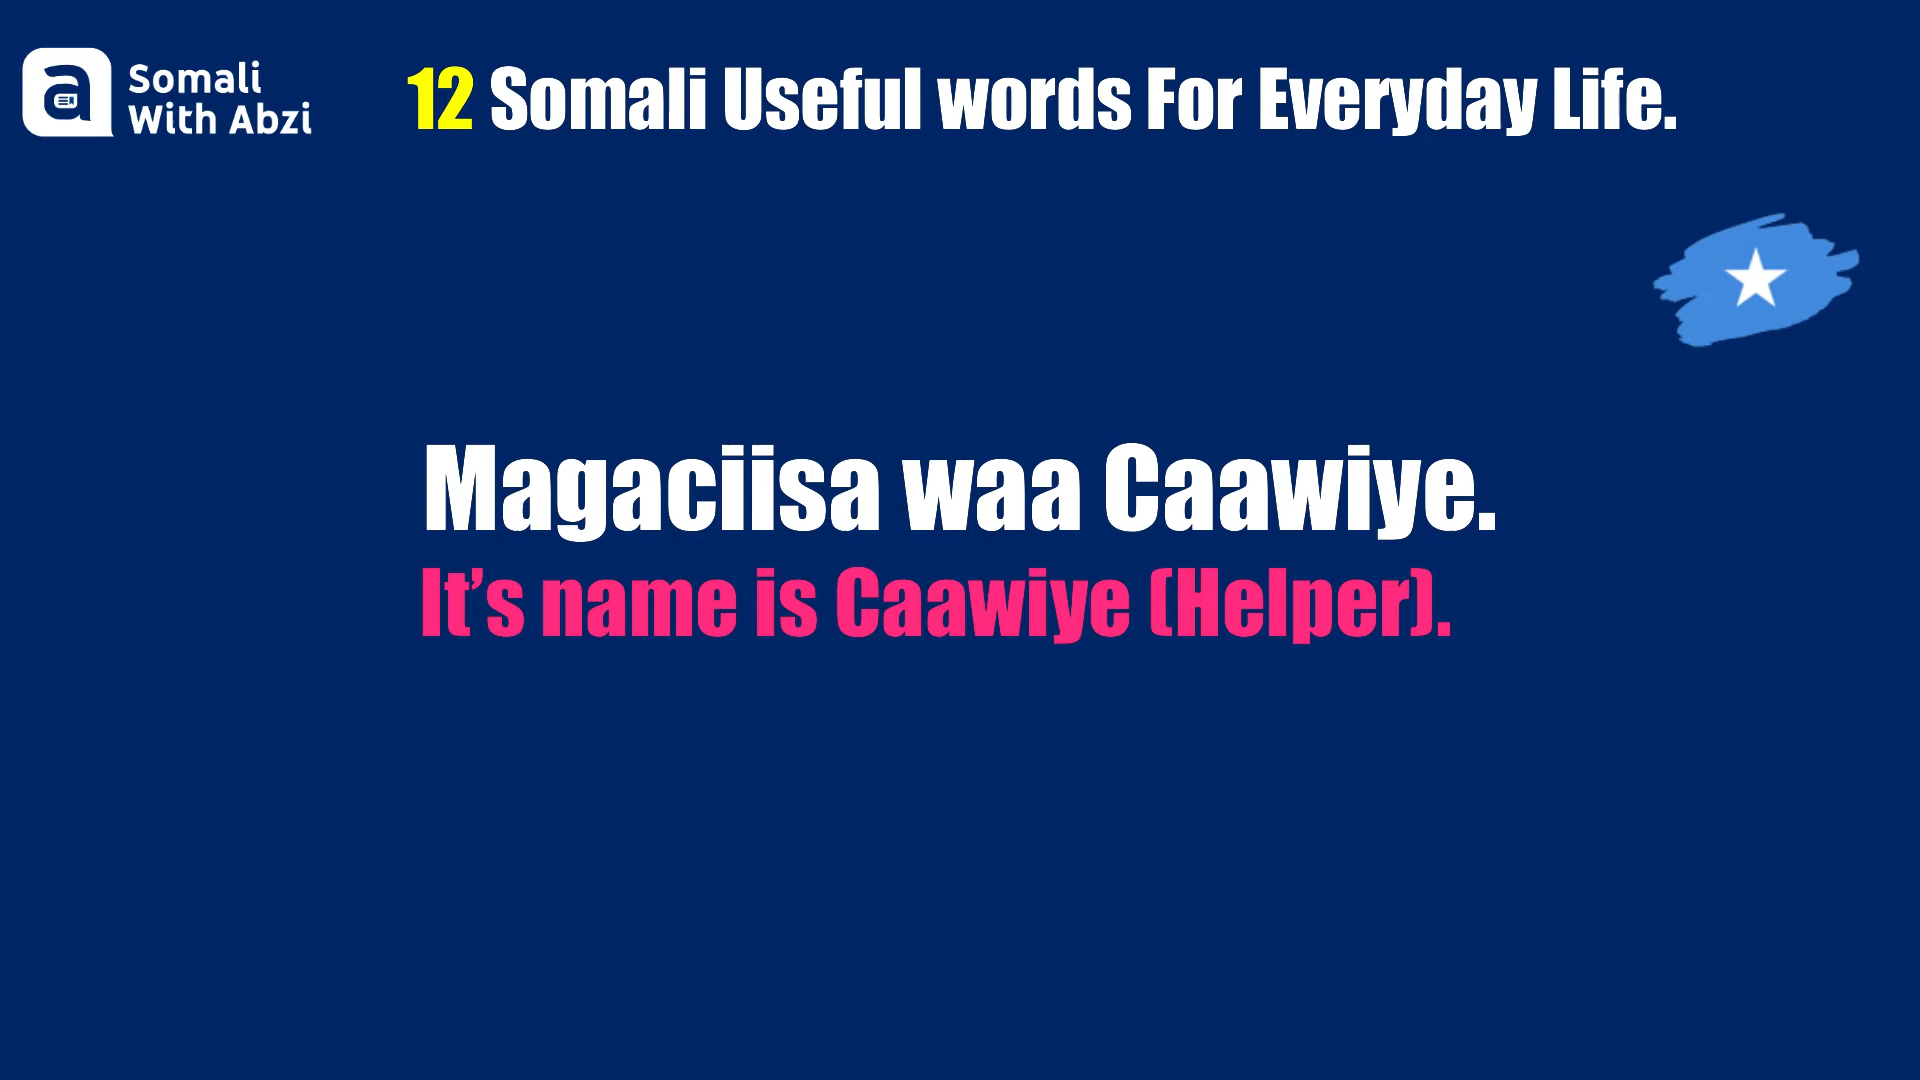 Somali
With Abzi
12 Somali Useful words For Everyday Life.
Magaciisa waa Caawiye.
It’s name is Caawiye (Helper).